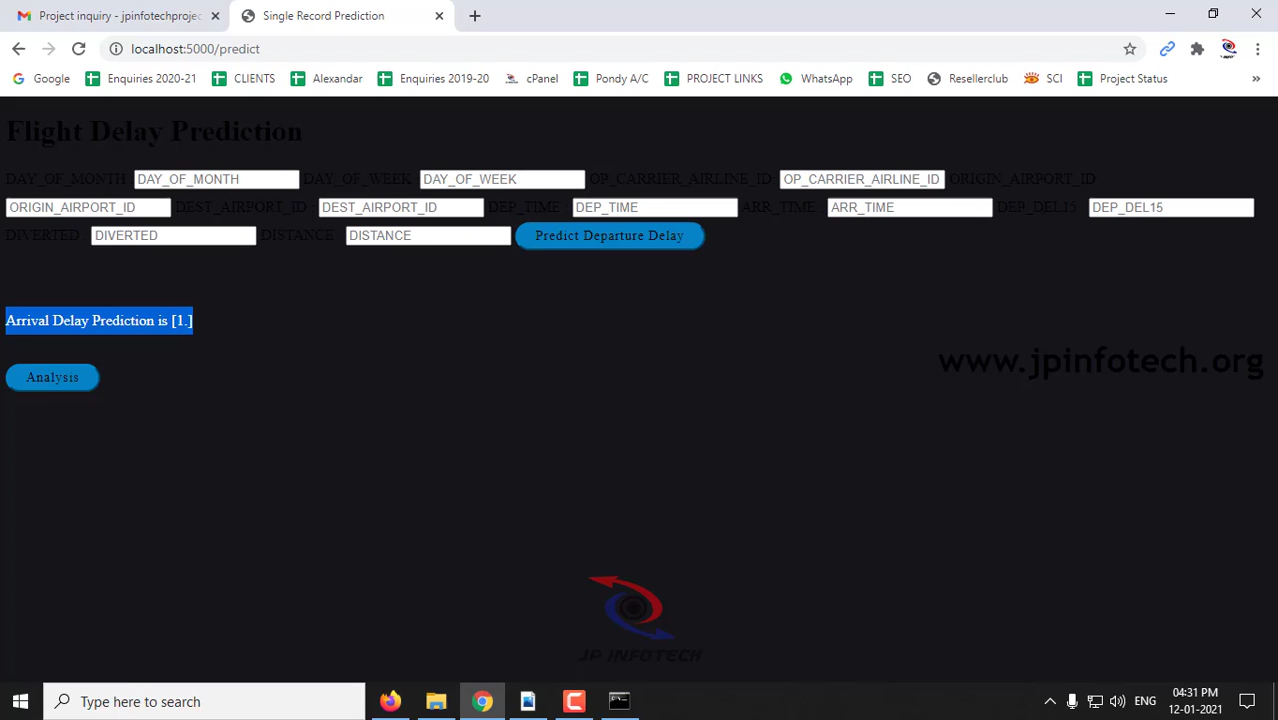 Project inquiry - jpinfotechprojec
Single Record Prediction
localhost:5000/predict
Google Enquiries 2020-21 CLIENTS Alexandar Enquiries 2019-20 cPanel Pondy A/C PROJECT LINKS WhatsApp SEO Resellerclub SCI Project Status »
Flight Delay Prediction
DAY_OF_MONTH DAY_OF_MONTH DAY_OF_WEEK DAY_OF_WEEK OP_CARRIER_AIRLINE_ID OP_CARRIER_AIRLINE_ID ORIGIN_AIRPORT_ID
ORIGIN_AIRPORT_ID DEST_AIRPORT_ID DEST_AIRPORT_ID DEP_TIME DEP_TIME ARR_TIME ARR_TIME DEP_DEL15 DEP_DEL15
DIVERTED DIVERTED DISTANCE DISTANCE Predict Departure Delay
Arrival Delay Prediction is [1.]
www.jpinfotech.org
Analysis
JP INFOTECH
Type here to search
ENG
04:31 PM
12-01-2021